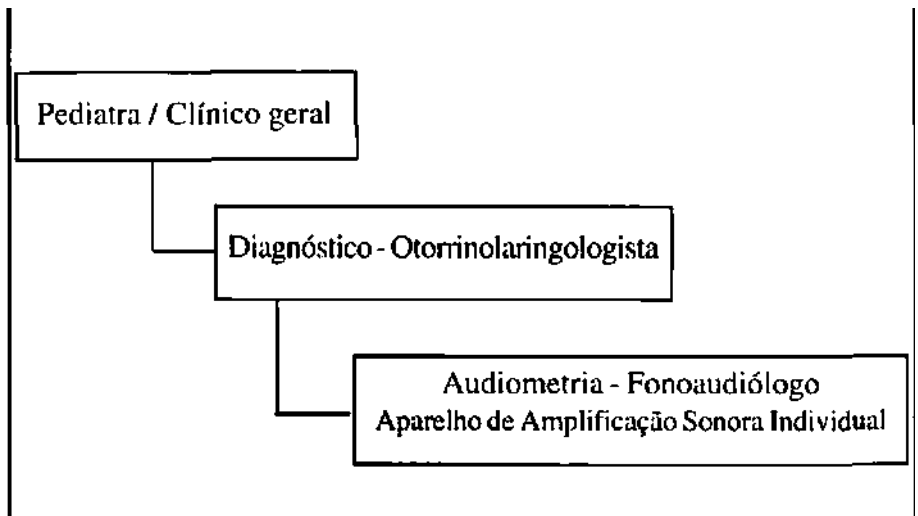 Pediatra / Clínico geral
Diagnóstico - Otorrinolaringologista
Audiometria - Fonoaudiólogo
Aparelho de Amplificação Sonora Individual